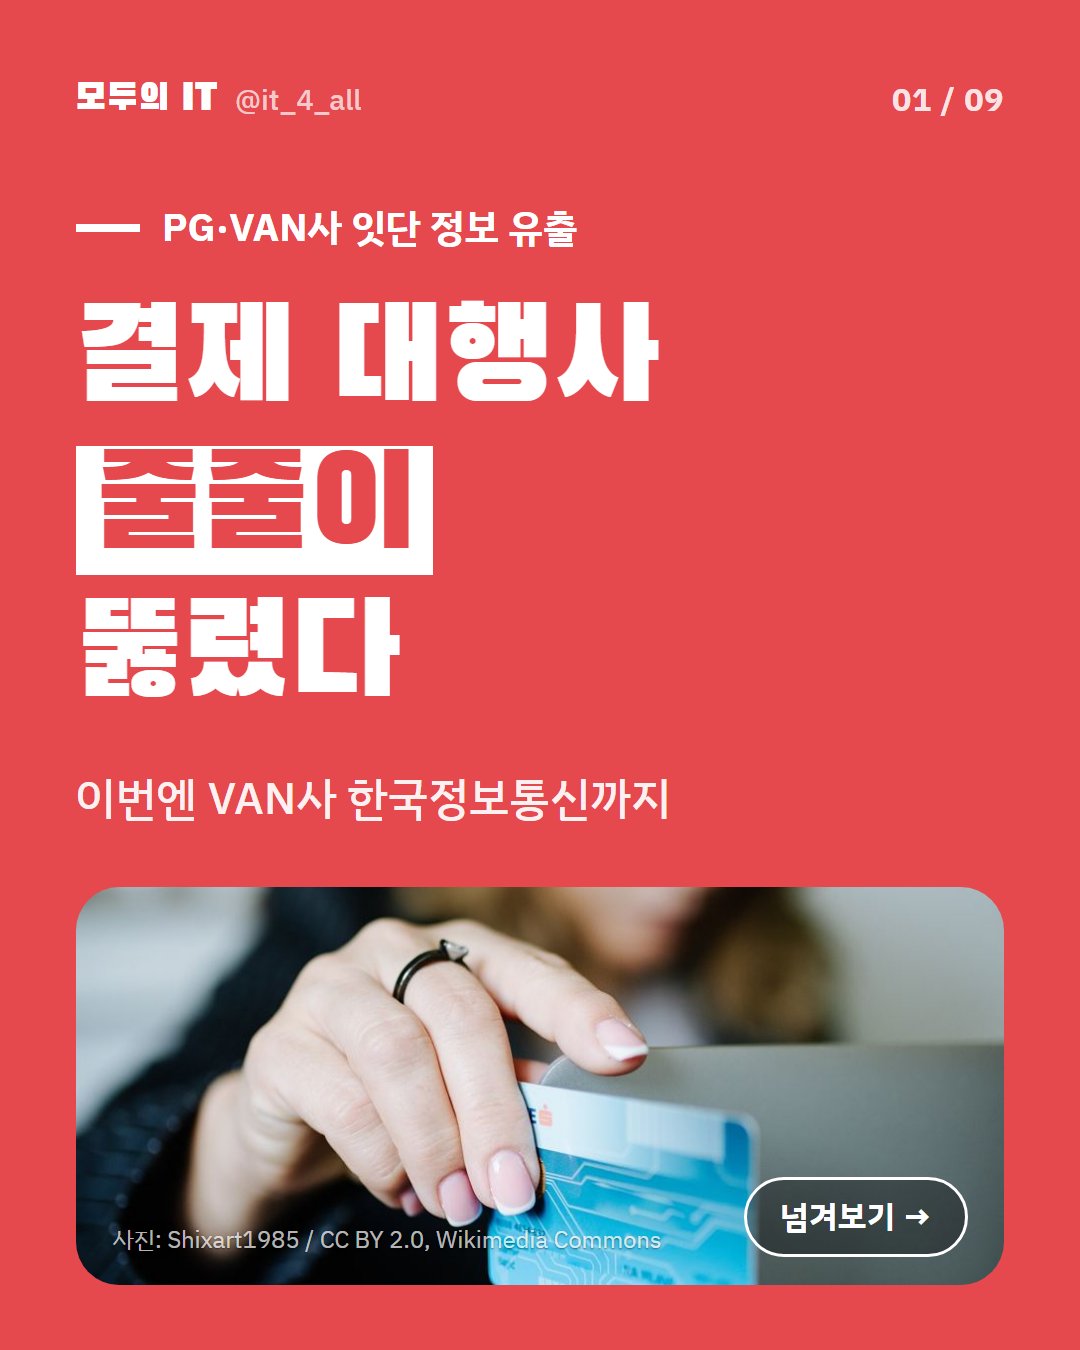 모두의 IT @it_4_all
01 / 09
PG·VAN사 잇단 정보 유출
결제 대행사
줄줄이
뚫렸다
이번엔 VAN사 한국정보통신까지
사진: Shixart1985 / CC BY 2.0, Wikimedia Commons
넘겨보기 →